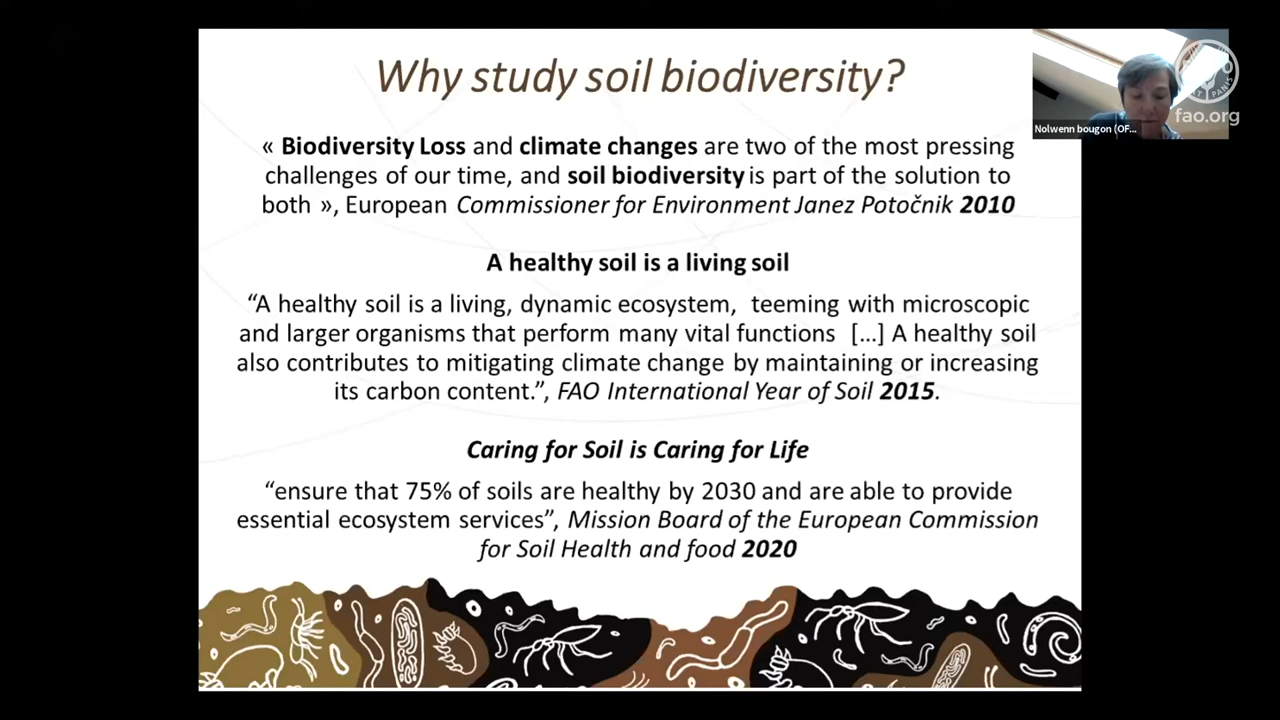 Why study soil biodiversity?
« Biodiversity Loss and climate changes are two of the most pressing
challenges of our time, and soil biodiversity is part of the solution to
both », European Commissioner for Environment Janez Potočnik 2010
A healthy soil is a living soil
“A healthy soil is a living, dynamic ecosystem, teeming with microscopic
and larger organisms that perform many vital functions […] A healthy soil
also contributes to mitigating climate change by maintaining or increasing
its carbon content.”, FAO International Year of Soil 2015.
Caring for Soil is Caring for Life
“ensure that 75% of soils are healthy by 2030 and are able to provide
essential ecosystem services”, Mission Board of the European Commission
for Soil Health and food 2020
Nolwenn bougon (OF...
fao.org